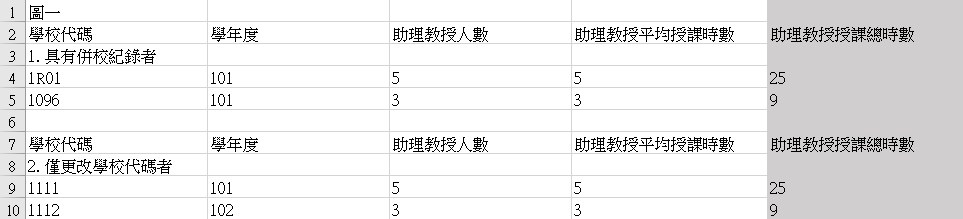 1 圖一
2 學校代碼 學年度 助理教授人數 助理教授平均授課時數 助理教授授課總時數
3 1.具有併校紀錄者
4 1R01 101 5 5 25
5 1096 101 3 3 9
6
7 學校代碼 學年度 助理教授人數 助理教授平均授課時數 助理教授授課總時數
8 2.僅更改學校代碼者
9 1111 101 5 5 25
10 1112 102 3 3 9